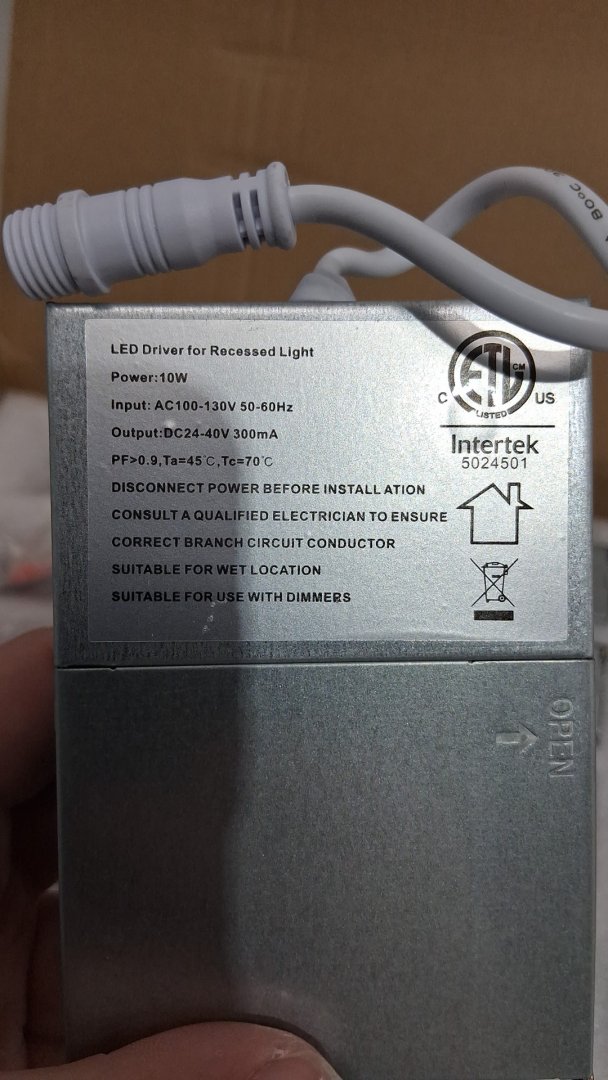 80°C
LED Driver for Recessed Light
Power:10W
Input: AC100-130V 50-60Hz
Output:DC24-40V 300mA
PF>0.9,Ta=45℃,Tc=70℃
DISCONNECT POWER BEFORE INSTALL ATION
CONSULT A QUALIFIED ELECTRICIAN TO ENSURE
CORRECT BRANCH CIRCUIT CONDUCTOR
SUITABLE FOR WET LOCATION
SUITABLE FOR USE WITH DIMMERS
ETL CM
C US
LISTED
Intertek
5024501
OPEN